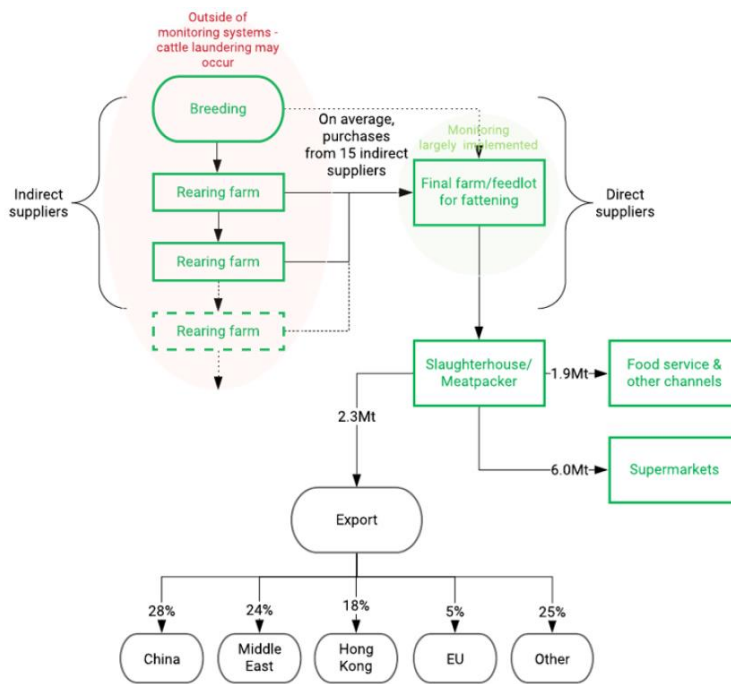 Outside of
monitoring systems -
cattle laundering may
occur
Breeding
On average,
purchases
from 15 indirect
suppliers
Monitoring
largely implemented
Indirect
suppliers
Rearing farm
Final farm/feedlot
for fattening
Direct
suppliers
Rearing farm
Rearing farm
Slaughterhouse/
Meatpacker
1.9Mt
Food service &
other channels
2.3Mt
6.0Mt
Supermarkets
Export
28%
24%
18%
5%
25%
China
Middle
East
Hong
Kong
EU
Other